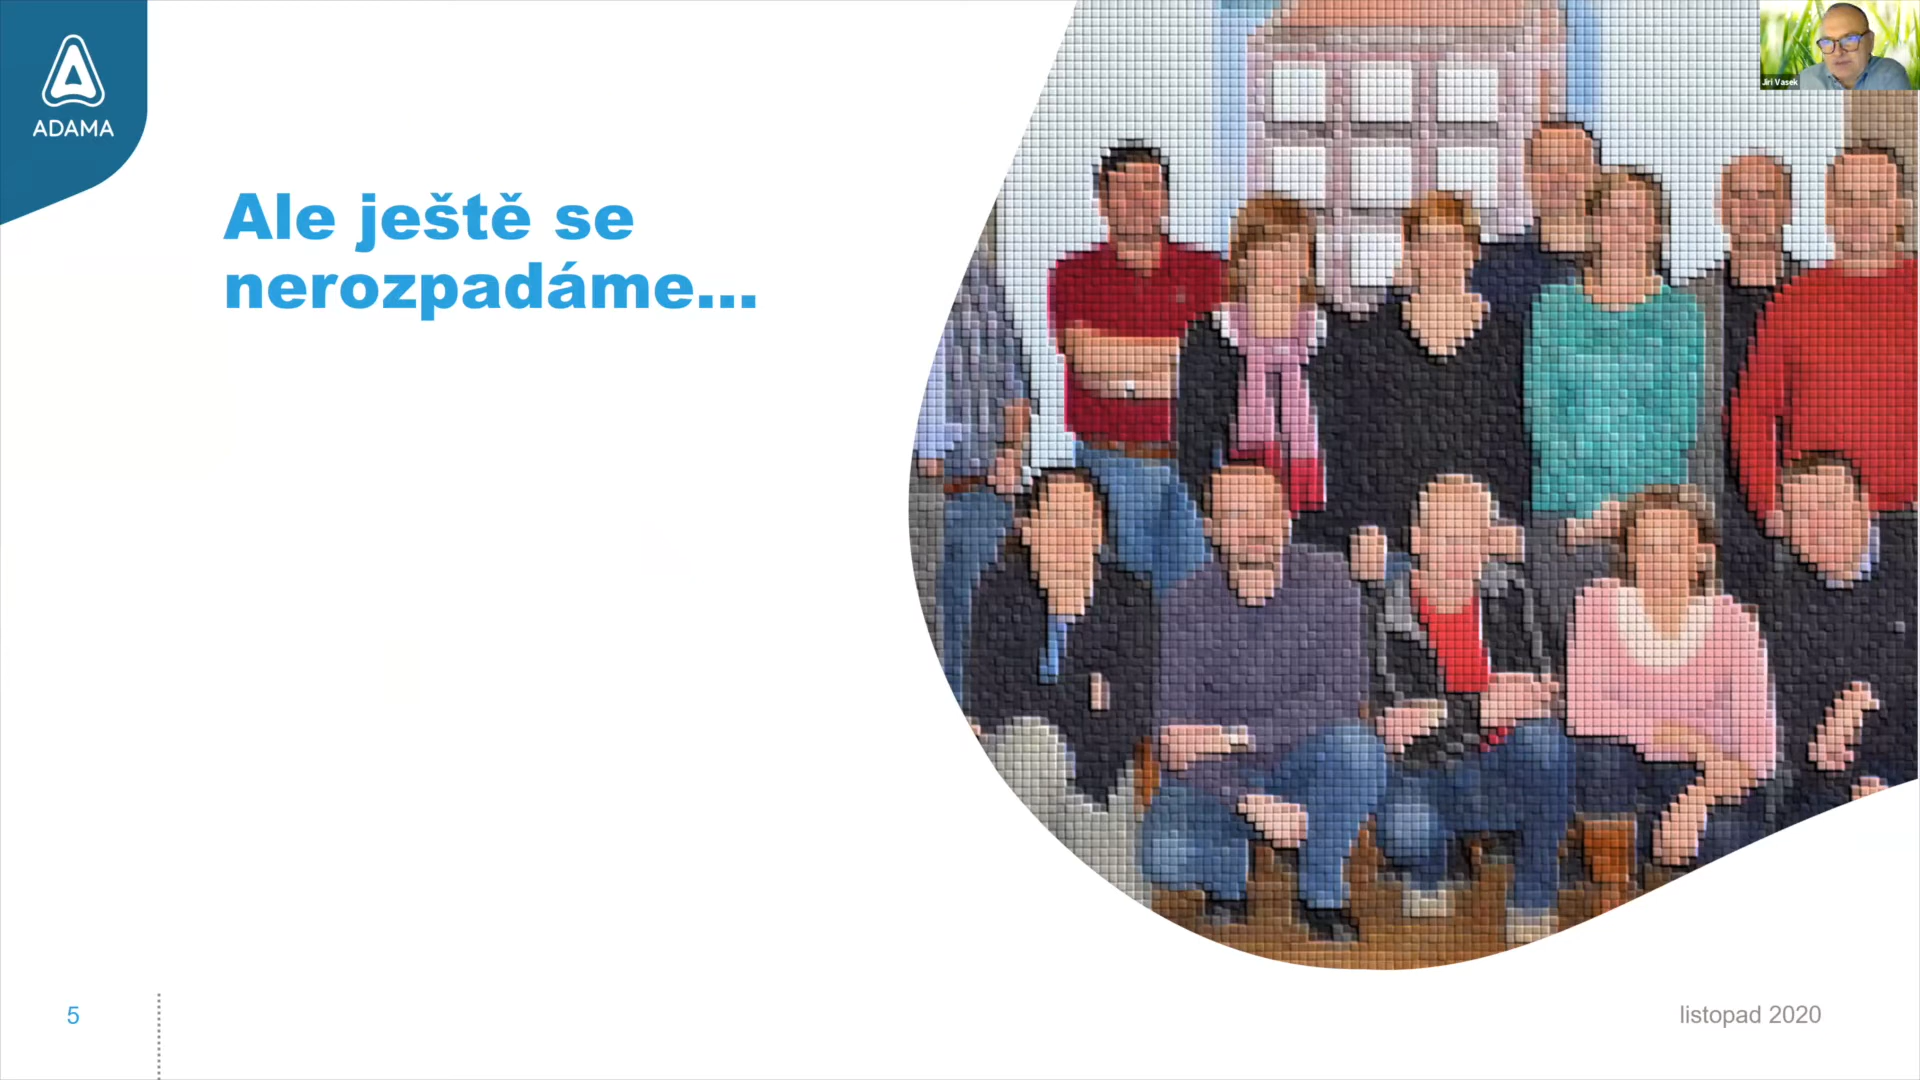 ADAMA
Jiri Vasek
Ale ještě se
nerozpadáme...
5
listopad 2020